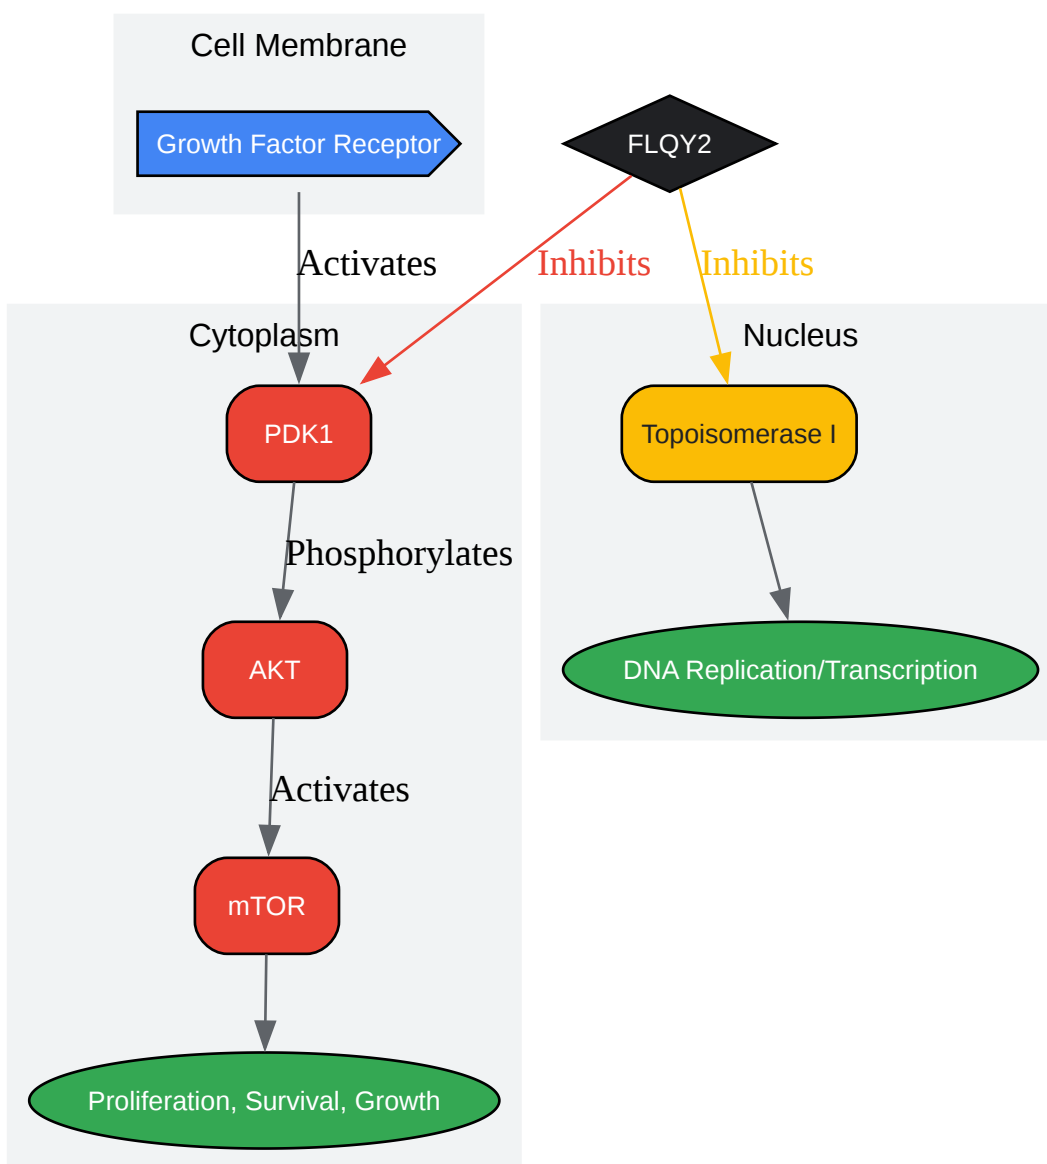 Cell Membrane
Growth Factor Receptor
FLQY2
Activates
Inhibits
Inhibits
Cytoplasm
Nucleus
PDK1
Topoisomerase I
Phosphorylates
AKT
DNA Replication/Transcription
Activates
mTOR
Proliferation, Survival, Growth